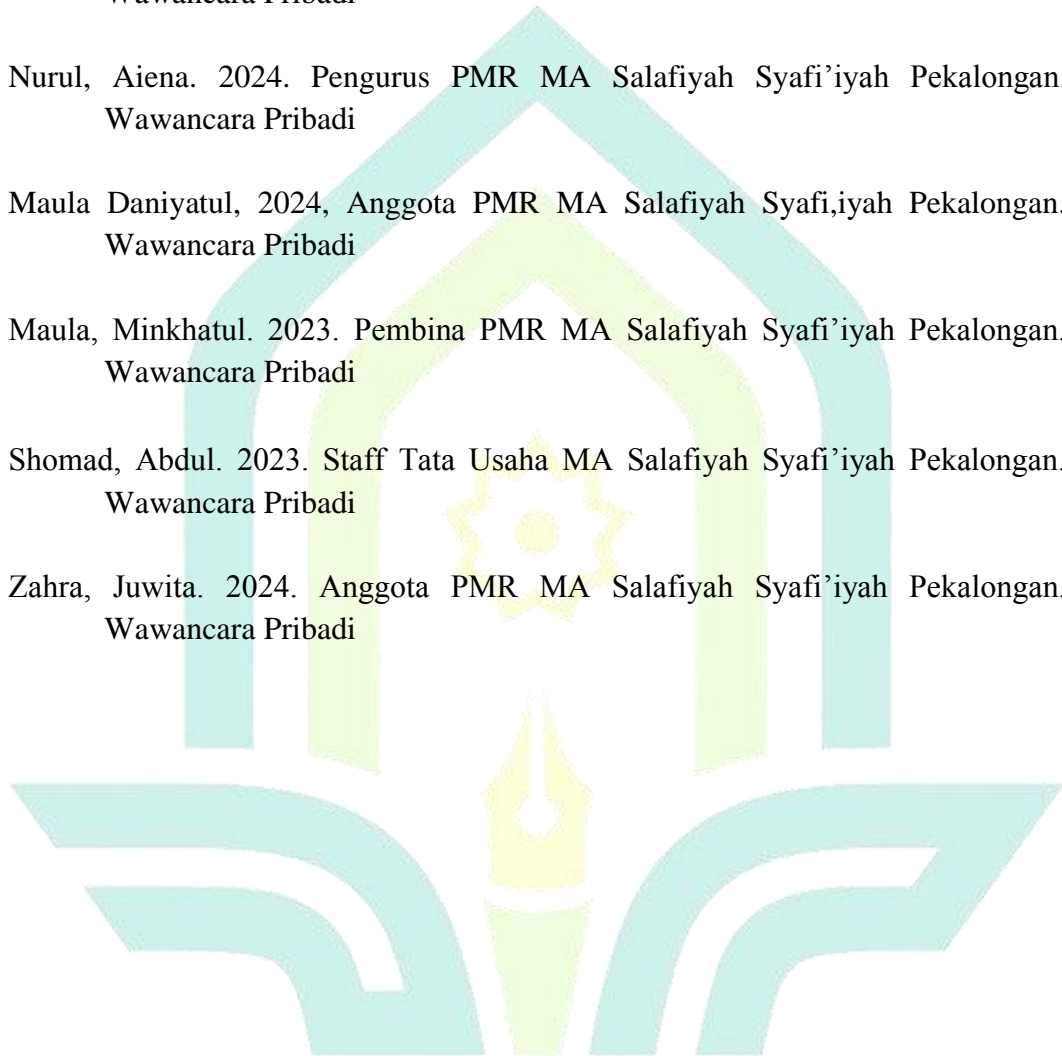 Wawancara Pribadi
Nurul, Aiena. 2024. Pengurus PMR MA Salafiyah Syafi’iyah Pekalongan.
Wawancara Pribadi
Maula Daniyatul, 2024, Anggota PMR MA Salafiyah Syafi,iyah Pekalongan.
Wawancara Pribadi
Maula, Minkhatul. 2023. Pembina PMR MA Salafiyah Syafi’iyah Pekalongan.
Wawancara Pribadi
Shomad, Abdul. 2023. Staff Tata Usaha MA Salafiyah Syafi’iyah Pekalongan.
Wawancara Pribadi
Zahra, Juwita. 2024. Anggota PMR MA Salafiyah Syafi’iyah Pekalongan.
Wawancara Pribadi